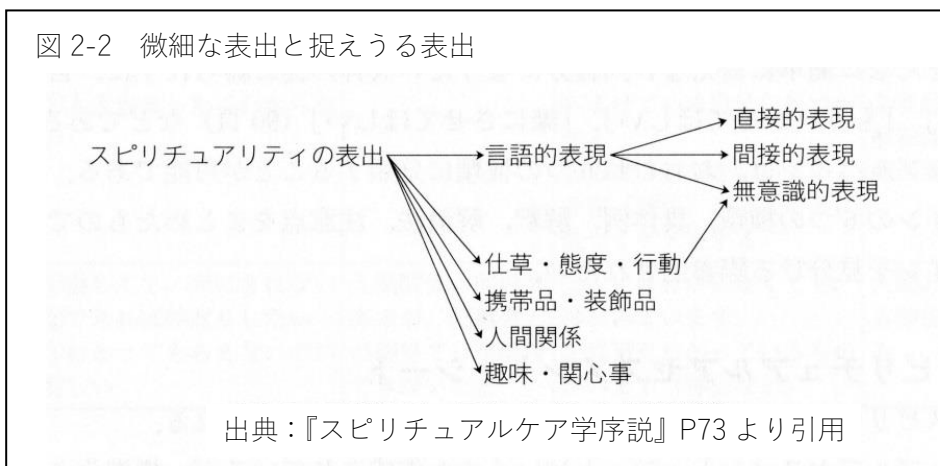 図 2-2　微細な表出と捉えうる表出
直接的表現
スピリチュアリティの表出
言語的表現
間接的表現
無意識的表現
仕草・態度・行動
携帯品・装飾品
人間関係
趣味・関心事
出典：『スピリチュアルケア学序説』P73 より引用